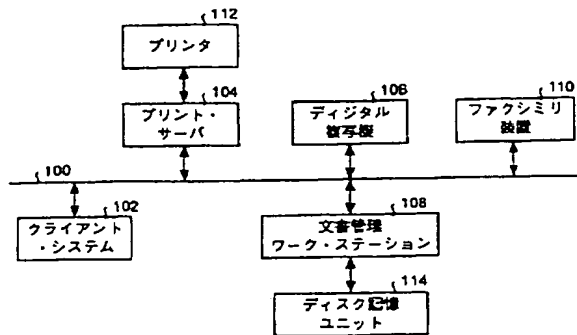 112
プリンタ
104
プリント・
サーバ
106
ディジタル
複写機
110
ファクシミリ
装置
100
102
クライアント
・システム
108
文書管理
ワーク・ステーション
114
ディスク記憶
ユニット